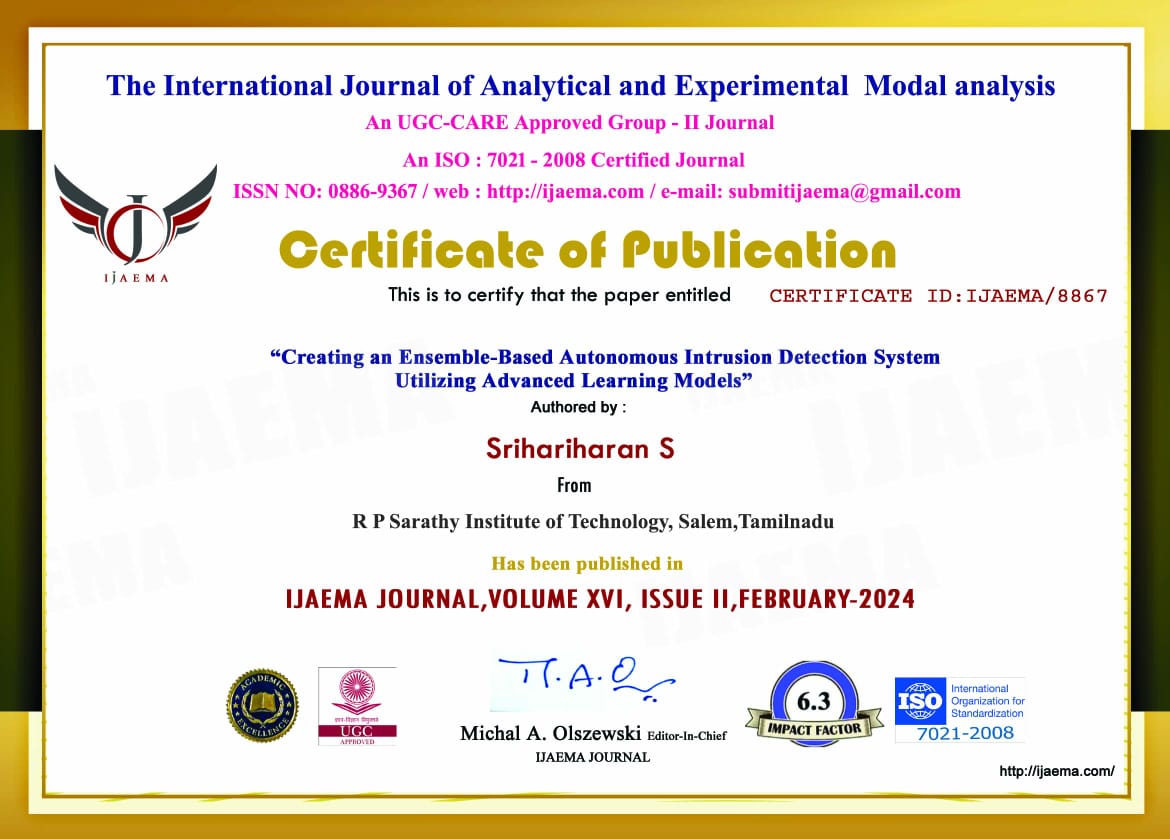 The International Journal of Analytical and Experimental Modal analysis
An UGC-CARE Approved Group - II Journal
An ISO : 7021 - 2008 Certified Journal
ISSN NO: 0886-9367 / web : http://ijaema.com / e-mail: submitijaema@gmail.com
IJAEMA
Certificate of Publication
This is to certify that the paper entitled
CERTIFICATE ID:IJAEMA/8867
“Creating an Ensemble-Based Autonomous Intrusion Detection System
Utilizing Advanced Learning Models”
Authored by :
Srihariharan S
From
R P Sarathy Institute of Technology, Salem,Tamilnadu
Has been published in
IJAEMA JOURNAL,VOLUME XVI, ISSUE II,FEBRUARY-2024
ACADEMIC
EXCELLENCE
ज्ञान-विज्ञान विमुक्तये
UGC
APPROVED
M.A.O
Michal A. Olszewski Editor-In-Chief
IJAEMA JOURNAL
6.3
IMPACT FACTOR
ISO
International
Organization for
Standardization
7021-2008
http://ijaema.com/
IJAEMA
IJAEMA
IJAEMA
IJAEMA